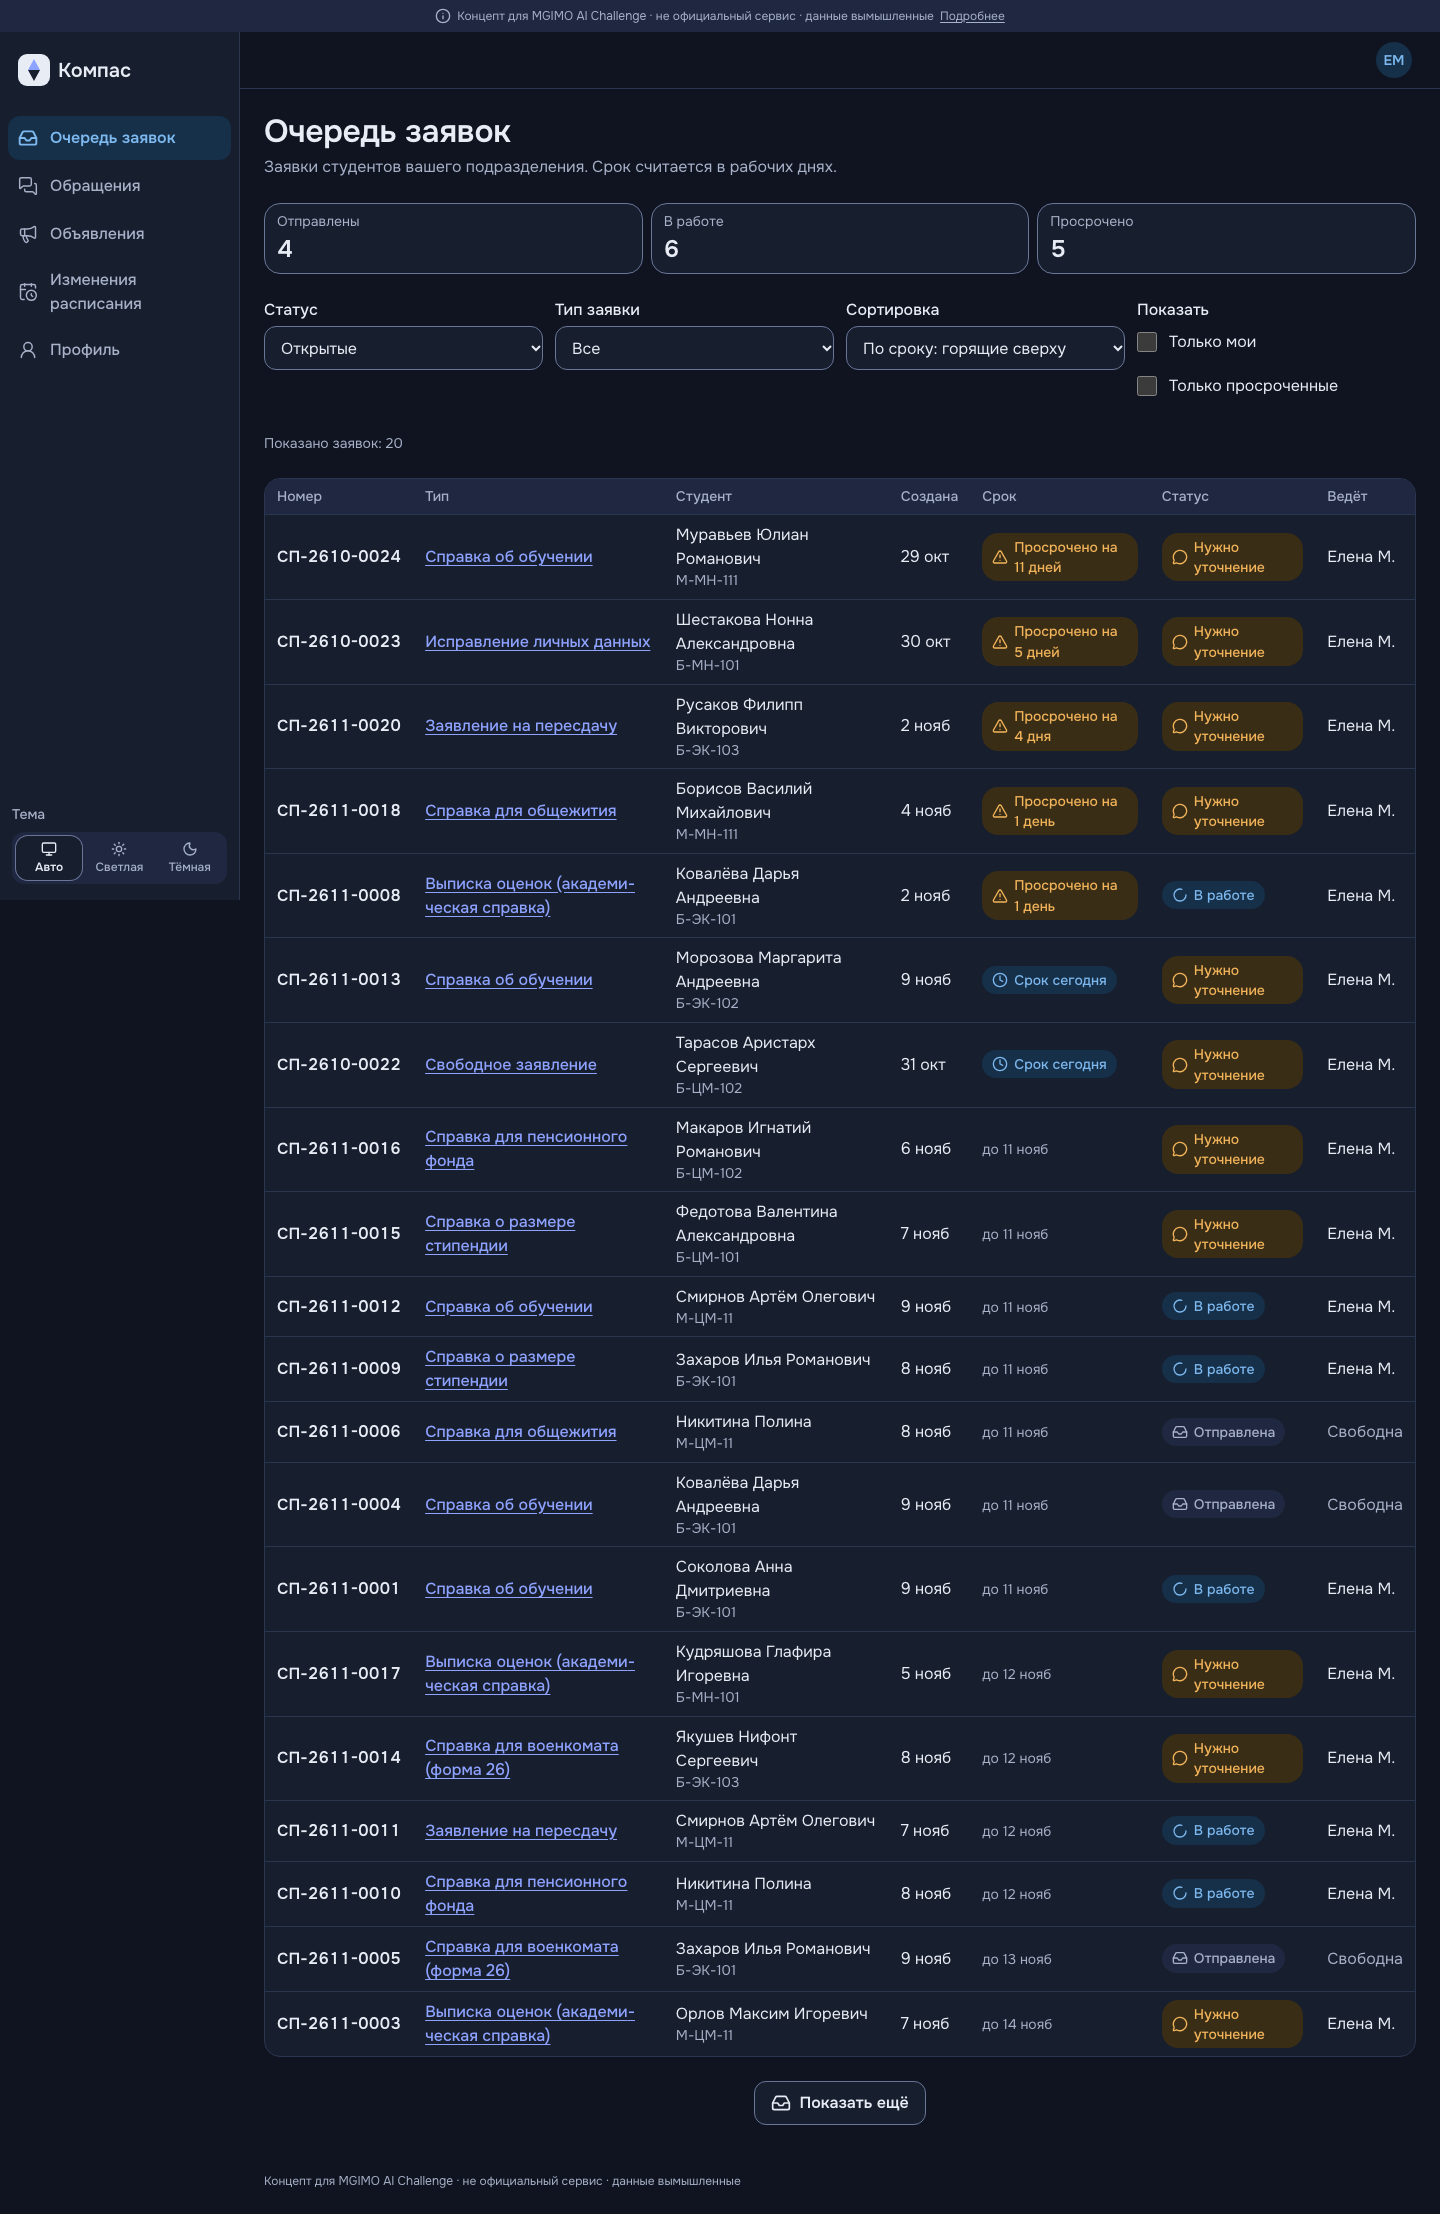 Концепт для MGIMO AI Challenge · не официальный сервис · данные вымышленные Подробнее
Компас
ЕМ
Очередь заявок
Обращения
Объявления
Изменения
расписания
Профиль
Тема
Авто
Светлая
Тёмная
Очередь заявок
Заявки студентов вашего подразделения. Срок считается в рабочих днях.
Отправлены
4
В работе
6
Просрочено
5
Статус
Открытые
Тип заявки
Все
Сортировка
По сроку: горящие сверху
Показать
Только мои
Только просроченные
Показано заявок: 20
Номер Тип Студент Создана Срок Статус Ведёт
СП-2610-0024 Справка об обучении Муравьев Юлиан
Романович
М-МН-111 29 окт Просрочено на
11 дней Нужно
уточнение Елена М.
СП-2610-0023 Исправление личных данных Шестакова Нонна
Александровна
Б-МН-101 30 окт Просрочено на
5 дней Нужно
уточнение Елена М.
СП-2611-0020 Заявление на пересдачу Русаков Филипп
Викторович
Б-ЭК-103 2 нояб Просрочено на
4 дня Нужно
уточнение Елена М.
СП-2611-0018 Справка для общежития Борисов Василий
Михайлович
М-МН-111 4 нояб Просрочено на
1 день Нужно
уточнение Елена М.
СП-2611-0008 Выписка оценок (академи-
ческая справка) Ковалёва Дарья
Андреевна
Б-ЭК-101 2 нояб Просрочено на
1 день В работе Елена М.
СП-2611-0013 Справка об обучении Морозова Маргарита
Андреевна
Б-ЭК-102 9 нояб Срок сегодня Нужно
уточнение Елена М.
СП-2610-0022 Свободное заявление Тарасов Аристарх
Сергеевич
Б-ЦМ-102 31 окт Срок сегодня Нужно
уточнение Елена М.
СП-2611-0016 Справка для пенсионного
фонда Макаров Игнатий
Романович
Б-ЦМ-102 6 нояб до 11 нояб Нужно
уточнение Елена М.
СП-2611-0015 Справка о размере
стипендии Федотова Валентина
Александровна
Б-ЦМ-101 7 нояб до 11 нояб Нужно
уточнение Елена М.
СП-2611-0012 Справка об обучении Смирнов Артём Олегович
М-ЦМ-11 9 нояб до 11 нояб В работе Елена М.
СП-2611-0009 Справка о размере
стипендии Захаров Илья Романович
Б-ЭК-101 8 нояб до 11 нояб В работе Елена М.
СП-2611-0006 Справка для общежития Никитина Полина
М-ЦМ-11 8 нояб до 11 нояб Отправлена Свободна
СП-2611-0004 Справка об обучении Ковалёва Дарья
Андреевна
Б-ЭК-101 9 нояб до 11 нояб Отправлена Свободна
СП-2611-0001 Справка об обучении Соколова Анна
Дмитриевна
Б-ЭК-101 9 нояб до 11 нояб В работе Елена М.
СП-2611-0017 Выписка оценок (академи-
ческая справка) Кудряшова Глафира
Игоревна
Б-МН-101 5 нояб до 12 нояб Нужно
уточнение Елена М.
СП-2611-0014 Справка для военкомата
(форма 26) Якушев Нифонт
Сергеевич
Б-ЭК-103 8 нояб до 12 нояб Нужно
уточнение Елена М.
СП-2611-0011 Заявление на пересдачу Смирнов Артём Олегович
М-ЦМ-11 7 нояб до 12 нояб В работе Елена М.
СП-2611-0010 Справка для пенсионного
фонда Никитина Полина
М-ЦМ-11 8 нояб до 12 нояб В работе Елена М.
СП-2611-0005 Справка для военкомата
(форма 26) Захаров Илья Романович
Б-ЭК-101 9 нояб до 13 нояб Отправлена Свободна
СП-2611-0003 Выписка оценок (академи-
ческая справка) Орлов Максим Игоревич
М-ЦМ-11 7 нояб до 14 нояб Нужно
уточнение Елена М.
Показать ещё
Концепт для MGIMO AI Challenge · не официальный сервис · данные вымышленные